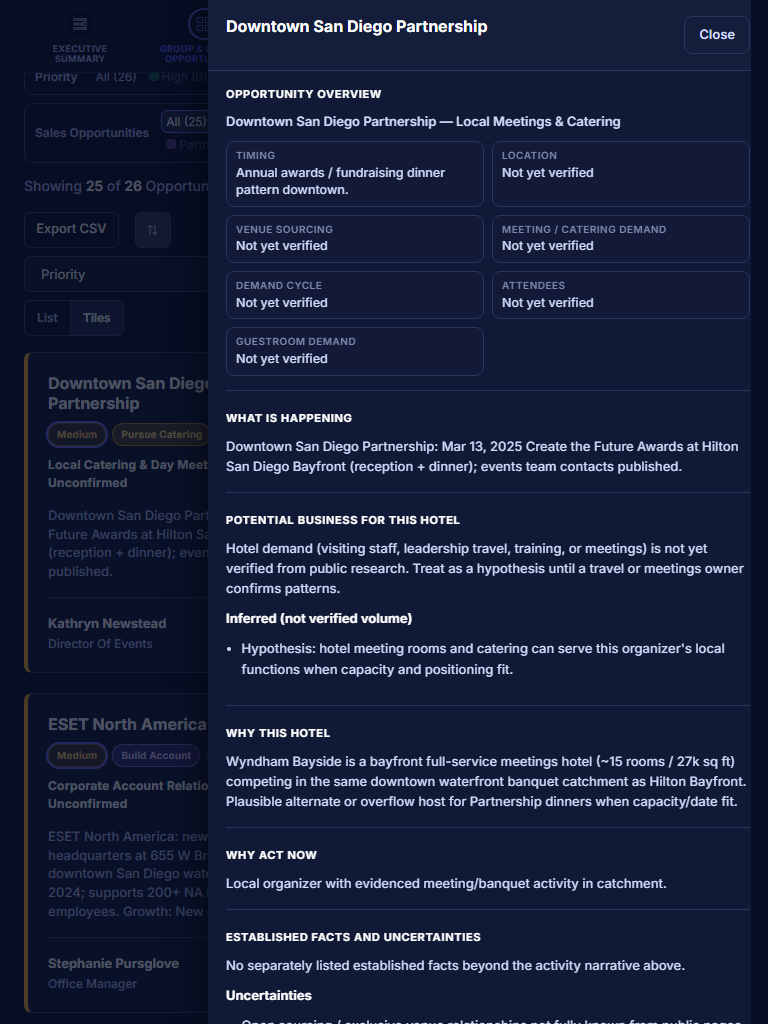 EXECUTIVE
SUMMARY
Priority All (26) High (0)
Sales Opportunities All (25)
Showing 25 of 26
Export CSV
Priority
List Tiles
Downtown San
Partnership
Medium Pursue Catering
Local Catering & Day
Unconfirmed
Downtown San Diego
Future Awards at Hilton
(reception + dinner);
published.
Kathryn Newstead
Director Of Events
ESET North America
Medium Build Account
Corporate Account
Unconfirmed
ESET North America: new
headquarters at 655 W
downtown San Diego
2024; supports 200+ NA
employees. Growth: New
Stephanie Pursglove
Office Manager
Downtown San Diego Partnership
Close
OPPORTUNITY OVERVIEW
Downtown San Diego Partnership — Local Meetings & Catering
TIMING
Annual awards / fundraising dinner
pattern downtown.
LOCATION
Not yet verified
VENUE SOURCING
Not yet verified
MEETING / CATERING DEMAND
Not yet verified
DEMAND CYCLE
Not yet verified
ATTENDEES
Not yet verified
GUESTROOM DEMAND
Not yet verified
WHAT IS HAPPENING
Downtown San Diego Partnership: Mar 13, 2025 Create the Future Awards at Hilton
San Diego Bayfront (reception + dinner); events team contacts published.
POTENTIAL BUSINESS FOR THIS HOTEL
Hotel demand (visiting staff, leadership travel, training, or meetings) is not yet
verified from public research. Treat as a hypothesis until a travel or meetings owner
confirms patterns.
Inferred (not verified volume)
• Hypothesis: hotel meeting rooms and catering can serve this organizer's local
functions when capacity and positioning fit.
WHY THIS HOTEL
Wyndham Bayside is a bayfront full-service meetings hotel (~15 rooms / 27k sq ft)
competing in the same downtown waterfront banquet catchment as Hilton Bayfront.
Plausible alternate or overflow host for Partnership dinners when capacity/date fit.
WHY ACT NOW
Local organizer with evidenced meeting/banquet activity in catchment.
ESTABLISHED FACTS AND UNCERTAINTIES
No separately listed established facts beyond the activity narrative above.
Uncertainties